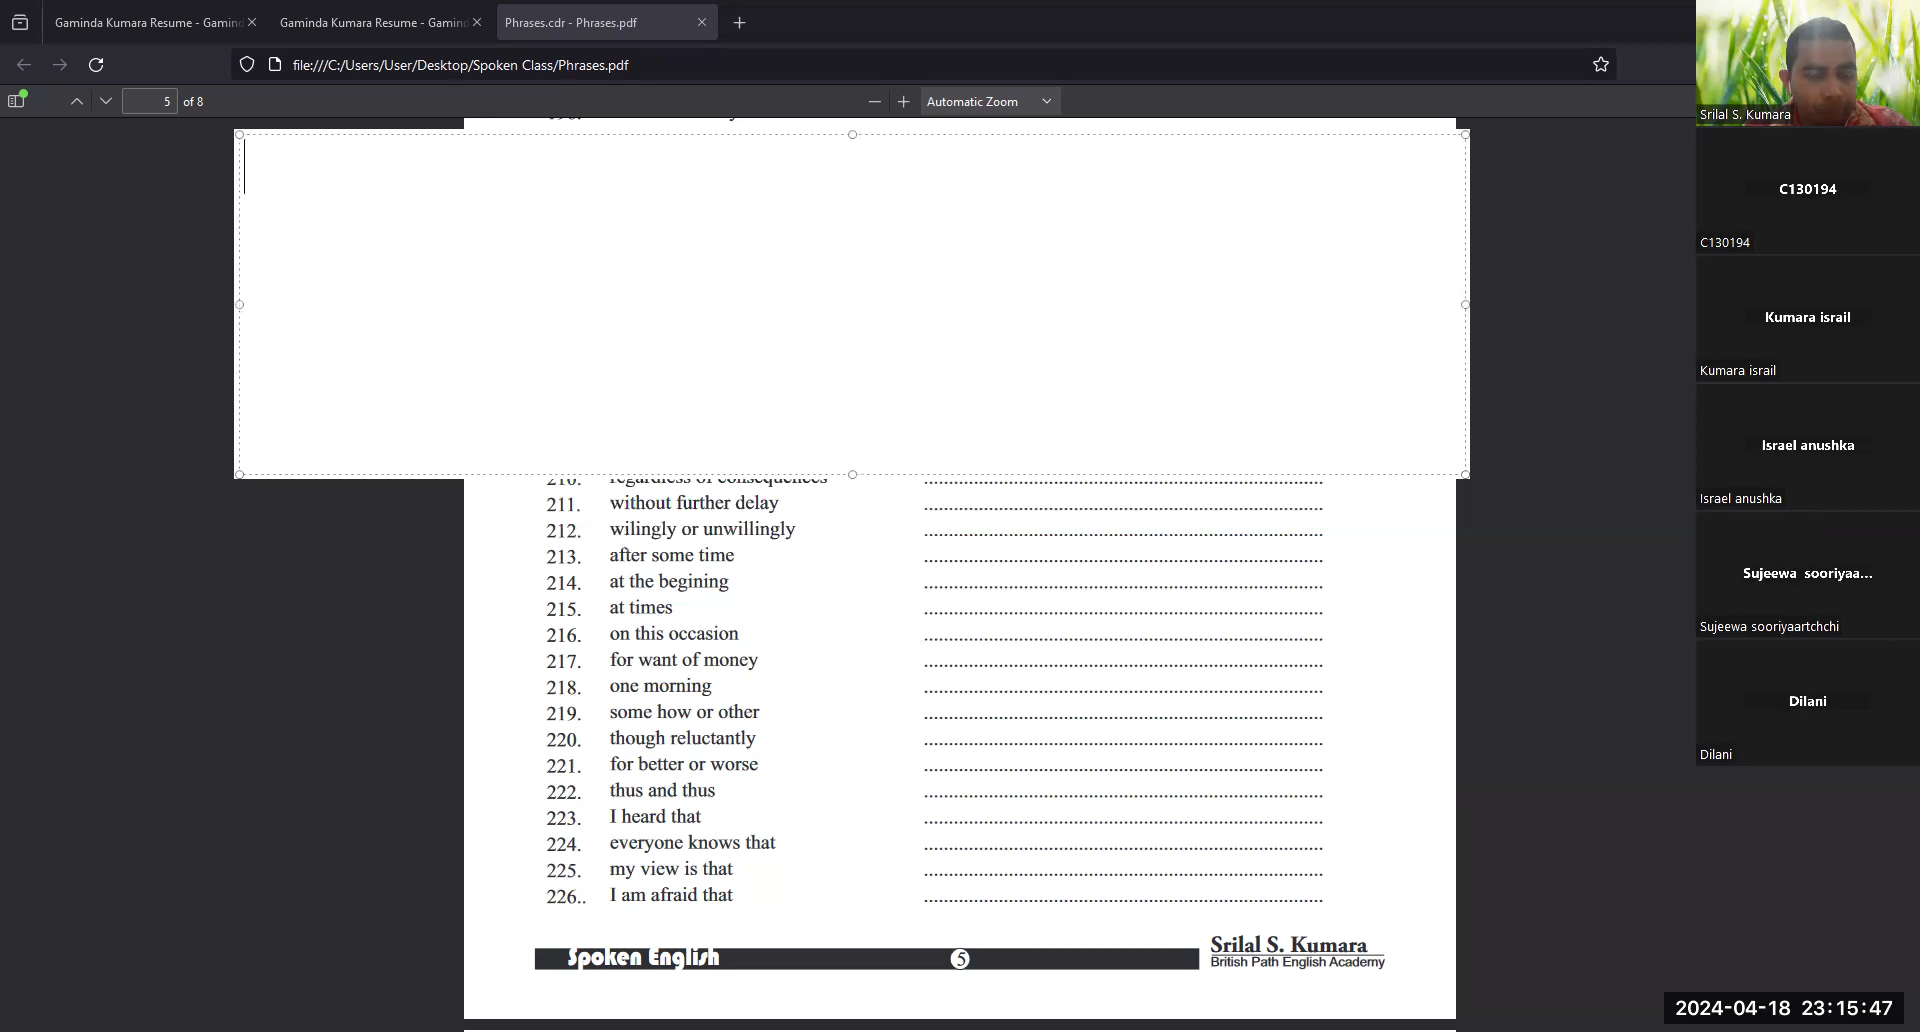 Gaminda Kumara Resume - Gamind
Gaminda Kumara Resume - Gamind
Phrases.cdr - Phrases.pdf
file:///C:/Users/User/Desktop/Spoken Class/Phrases.pdf
5 of 8
Automatic Zoom
Srilal S. Kumara
C130194
C130194
Kumara israil
Kumara israil
Israel anushka
Israel anushka
Sujeewa sooriyaa...
Sujeewa sooriyaartchchi
Dilani
Dilani
210. regardless of consequences ........................................
211. without further delay ........................................
212. wilingly or unwillingly ........................................
213. after some time ........................................
214. at the begining ........................................
215. at times ........................................
216. on this occasion ........................................
217. for want of money ........................................
218. one morning ........................................
219. some how or other ........................................
220. though reluctantly ........................................
221. for better or worse ........................................
222. thus and thus ........................................
223. I heard that ........................................
224. everyone knows that ........................................
225. my view is that ........................................
226.. I am afraid that ........................................
Spoken English 5 Srilal S. Kumara
British Path English Academy
2024-04-18 23:15:47